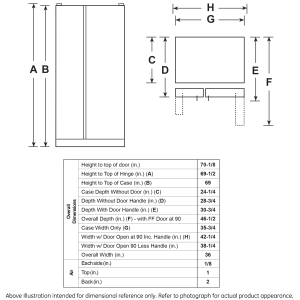 H
G
A
B
C
D
E
F
Overall Dimensions
Height to top of door (in.) 70-1/8
Height to Top of Hinge (in.) (A) 69-1/2
Height to Top of Case (in.) (B) 69
Case Depth Without Door (in.) (C) 24-1/4
Depth Without Door Handle (in.) (D) 28-3/4
Depth With Door Handle (in.) (E) 30-3/4
Overall Depth (in.) (F) - with FF Door at 90 46-1/2
Case Width Only (G) 35-3/4
Width w/ Door Open at 90 Inc. Handle (in.) (H) 42-1/4
Width w/ Door Open 90 Less Handle (in.) 38-1/4
Overall Width (in.) 36
Air
Eachside (in.) 1/8
Top (in.) 1
Back (in.) 2
Above Illustration intended for dimensional reference only. Refer to photograph for actual product appearance.